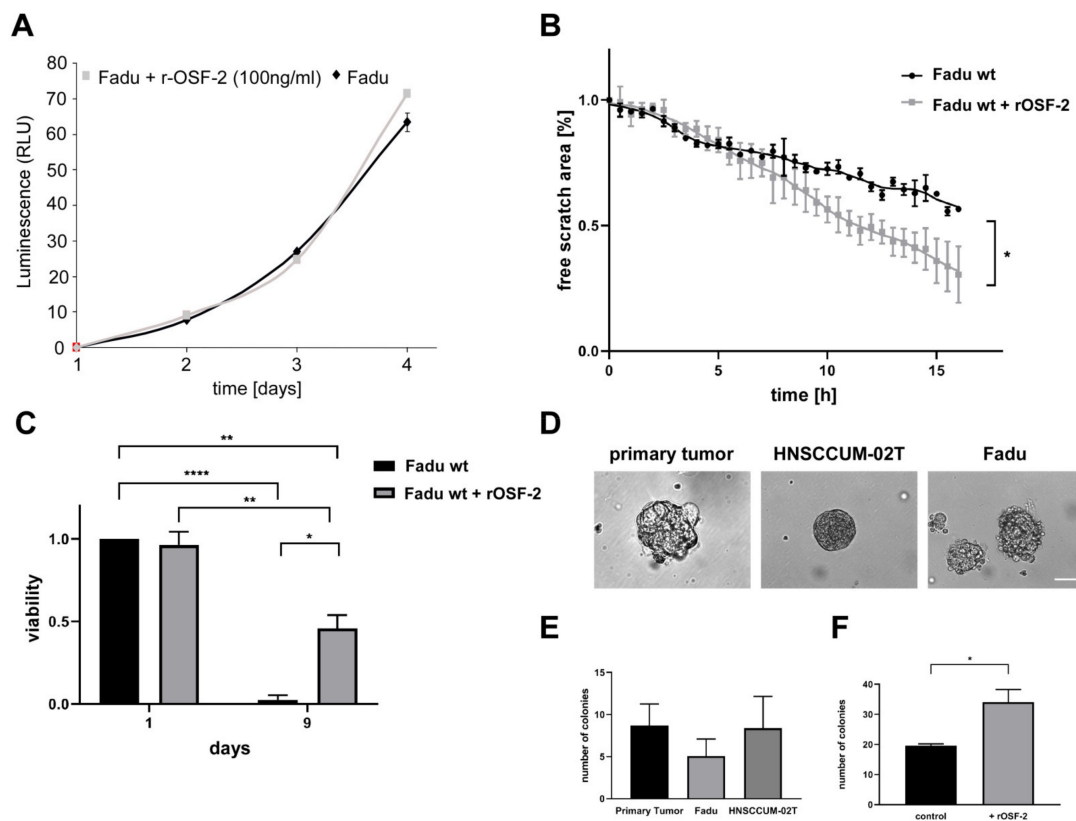 A
Fadu + r-OSF-2 (100ng/ml)
Fadu
Luminescence (RLU)
80
70
60
50
40
30
20
10
0
1
2
3
4
time [days]
B
Fadu wt
Fadu wt + rOSF-2
free scratch area [%]
1.0
0.5
0.0
*
0
5
10
15
time [h]
C
Fadu wt
Fadu wt + rOSF-2
**
****
**
*
viability
1.0
0.5
0.0
1
9
days
D
primary tumor
HNSCCUM-02T
Fadu
E
number of colonies
15
10
5
0
Primary Tumor
Fadu
HNSCCUM-02T
F
*
number of colonies
40
30
20
10
0
control
+ rOSF-2